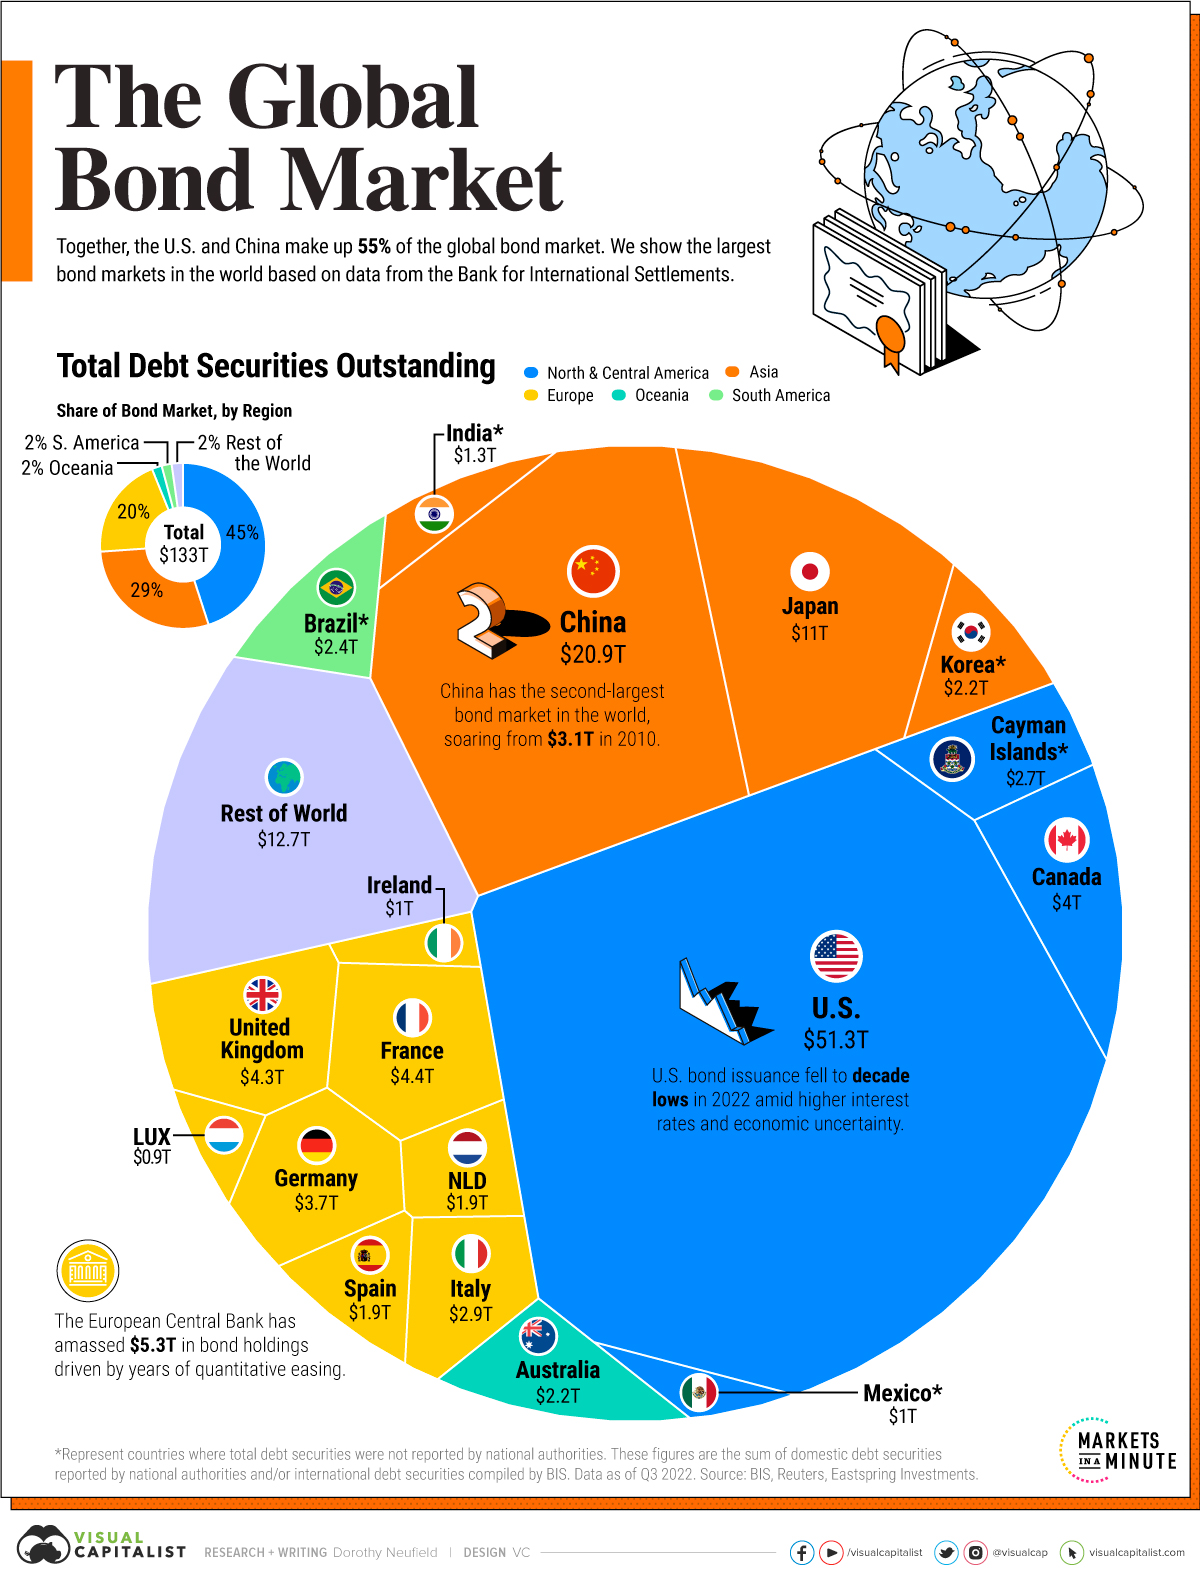 The Global
Bond Market
Together, the U.S. and China make up 55% of the global bond market. We show the largest
bond markets in the world based on data from the Bank for International Settlements.
Total Debt Securities Outstanding
North & Central America
Asia
Europe
Oceania
South America
Share of Bond Market, by Region
2% S. America
2% Oceania
2% Rest of
the World
20%
45%
29%
Total
$133T
India*
$1.3T
Brazil*
$2.4T
2
China
$20.9T
China has the second-largest
bond market in the world,
soaring from $3.1T in 2010.
Japan
$11T
Korea*
$2.2T
Cayman
Islands*
$2.7T
Canada
$4T
Rest of World
$12.7T
Ireland
$1T
U.S.
$51.3T
U.S. bond issuance fell to decade
lows in 2022 amid higher interest
rates and economic uncertainty.
United
Kingdom
$4.3T
France
$4.4T
LUX
$0.9T
Germany
$3.7T
NLD
$1.9T
Spain
$1.9T
Italy
$2.9T
Australia
$2.2T
Mexico*
$1T
The European Central Bank has
amassed $5.3T in bond holdings
driven by years of quantitative easing.
*Represent countries where total debt securities were not reported by national authorities. These figures are the sum of domestic debt securities
reported by national authorities and/or international debt securities compiled by BIS. Data as of Q3 2022. Source: BIS, Reuters, Eastspring Investments.
MARKETS
IN A MINUTE
VISUAL
CAPITALIST
RESEARCH + WRITING Dorothy Neufield | DESIGN VC
/visualcapitalist
@visualcap
visualcapitalist.com